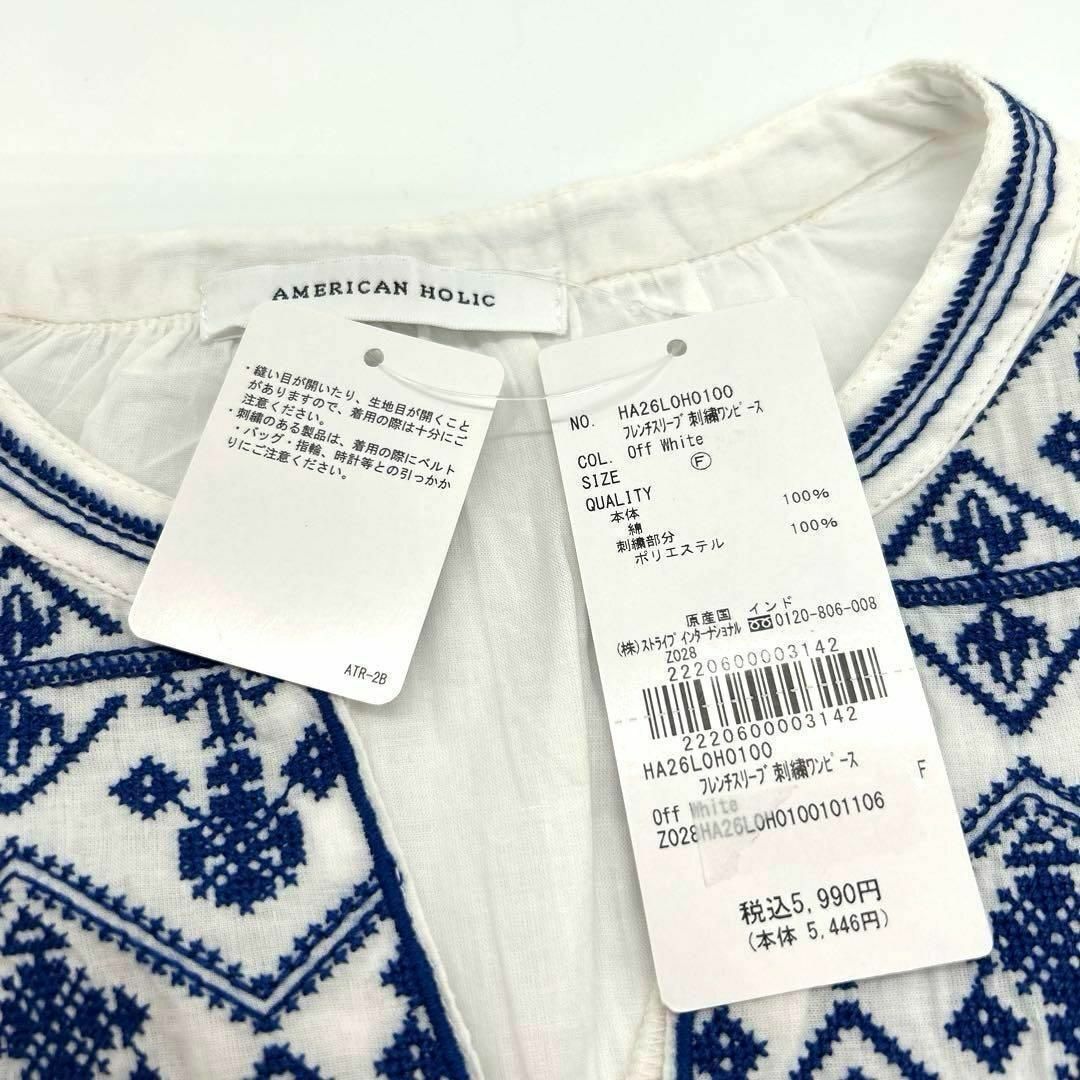 AMERICAN HOLIC
・縫い目が開いたり、生地目が開くこと
がありますので、着用の際は十分にご
注意ください。
・刺繍のある製品は、着用の際にベルト
・バッグ・指輪、時計等との引っかか
りにご注意ください。
ATR-2B
NO. HA26L0H0100
フレンチスリーブ 刺繍ワンピース
COL. Off White
SIZE Ⓕ
QUALITY
本体
綿 100%
刺繍部分
ポリエステル 100%
原産国 インド
(株)ストライプ インターナショナル 0120-806-008
Z028
2220600003142
2220600003142
HA26L0H0100
フレンチスリーブ 刺繍ワンピース F
Off White
Z028HA26L0H0100101106
税込5,990円
(本体 5,446円)